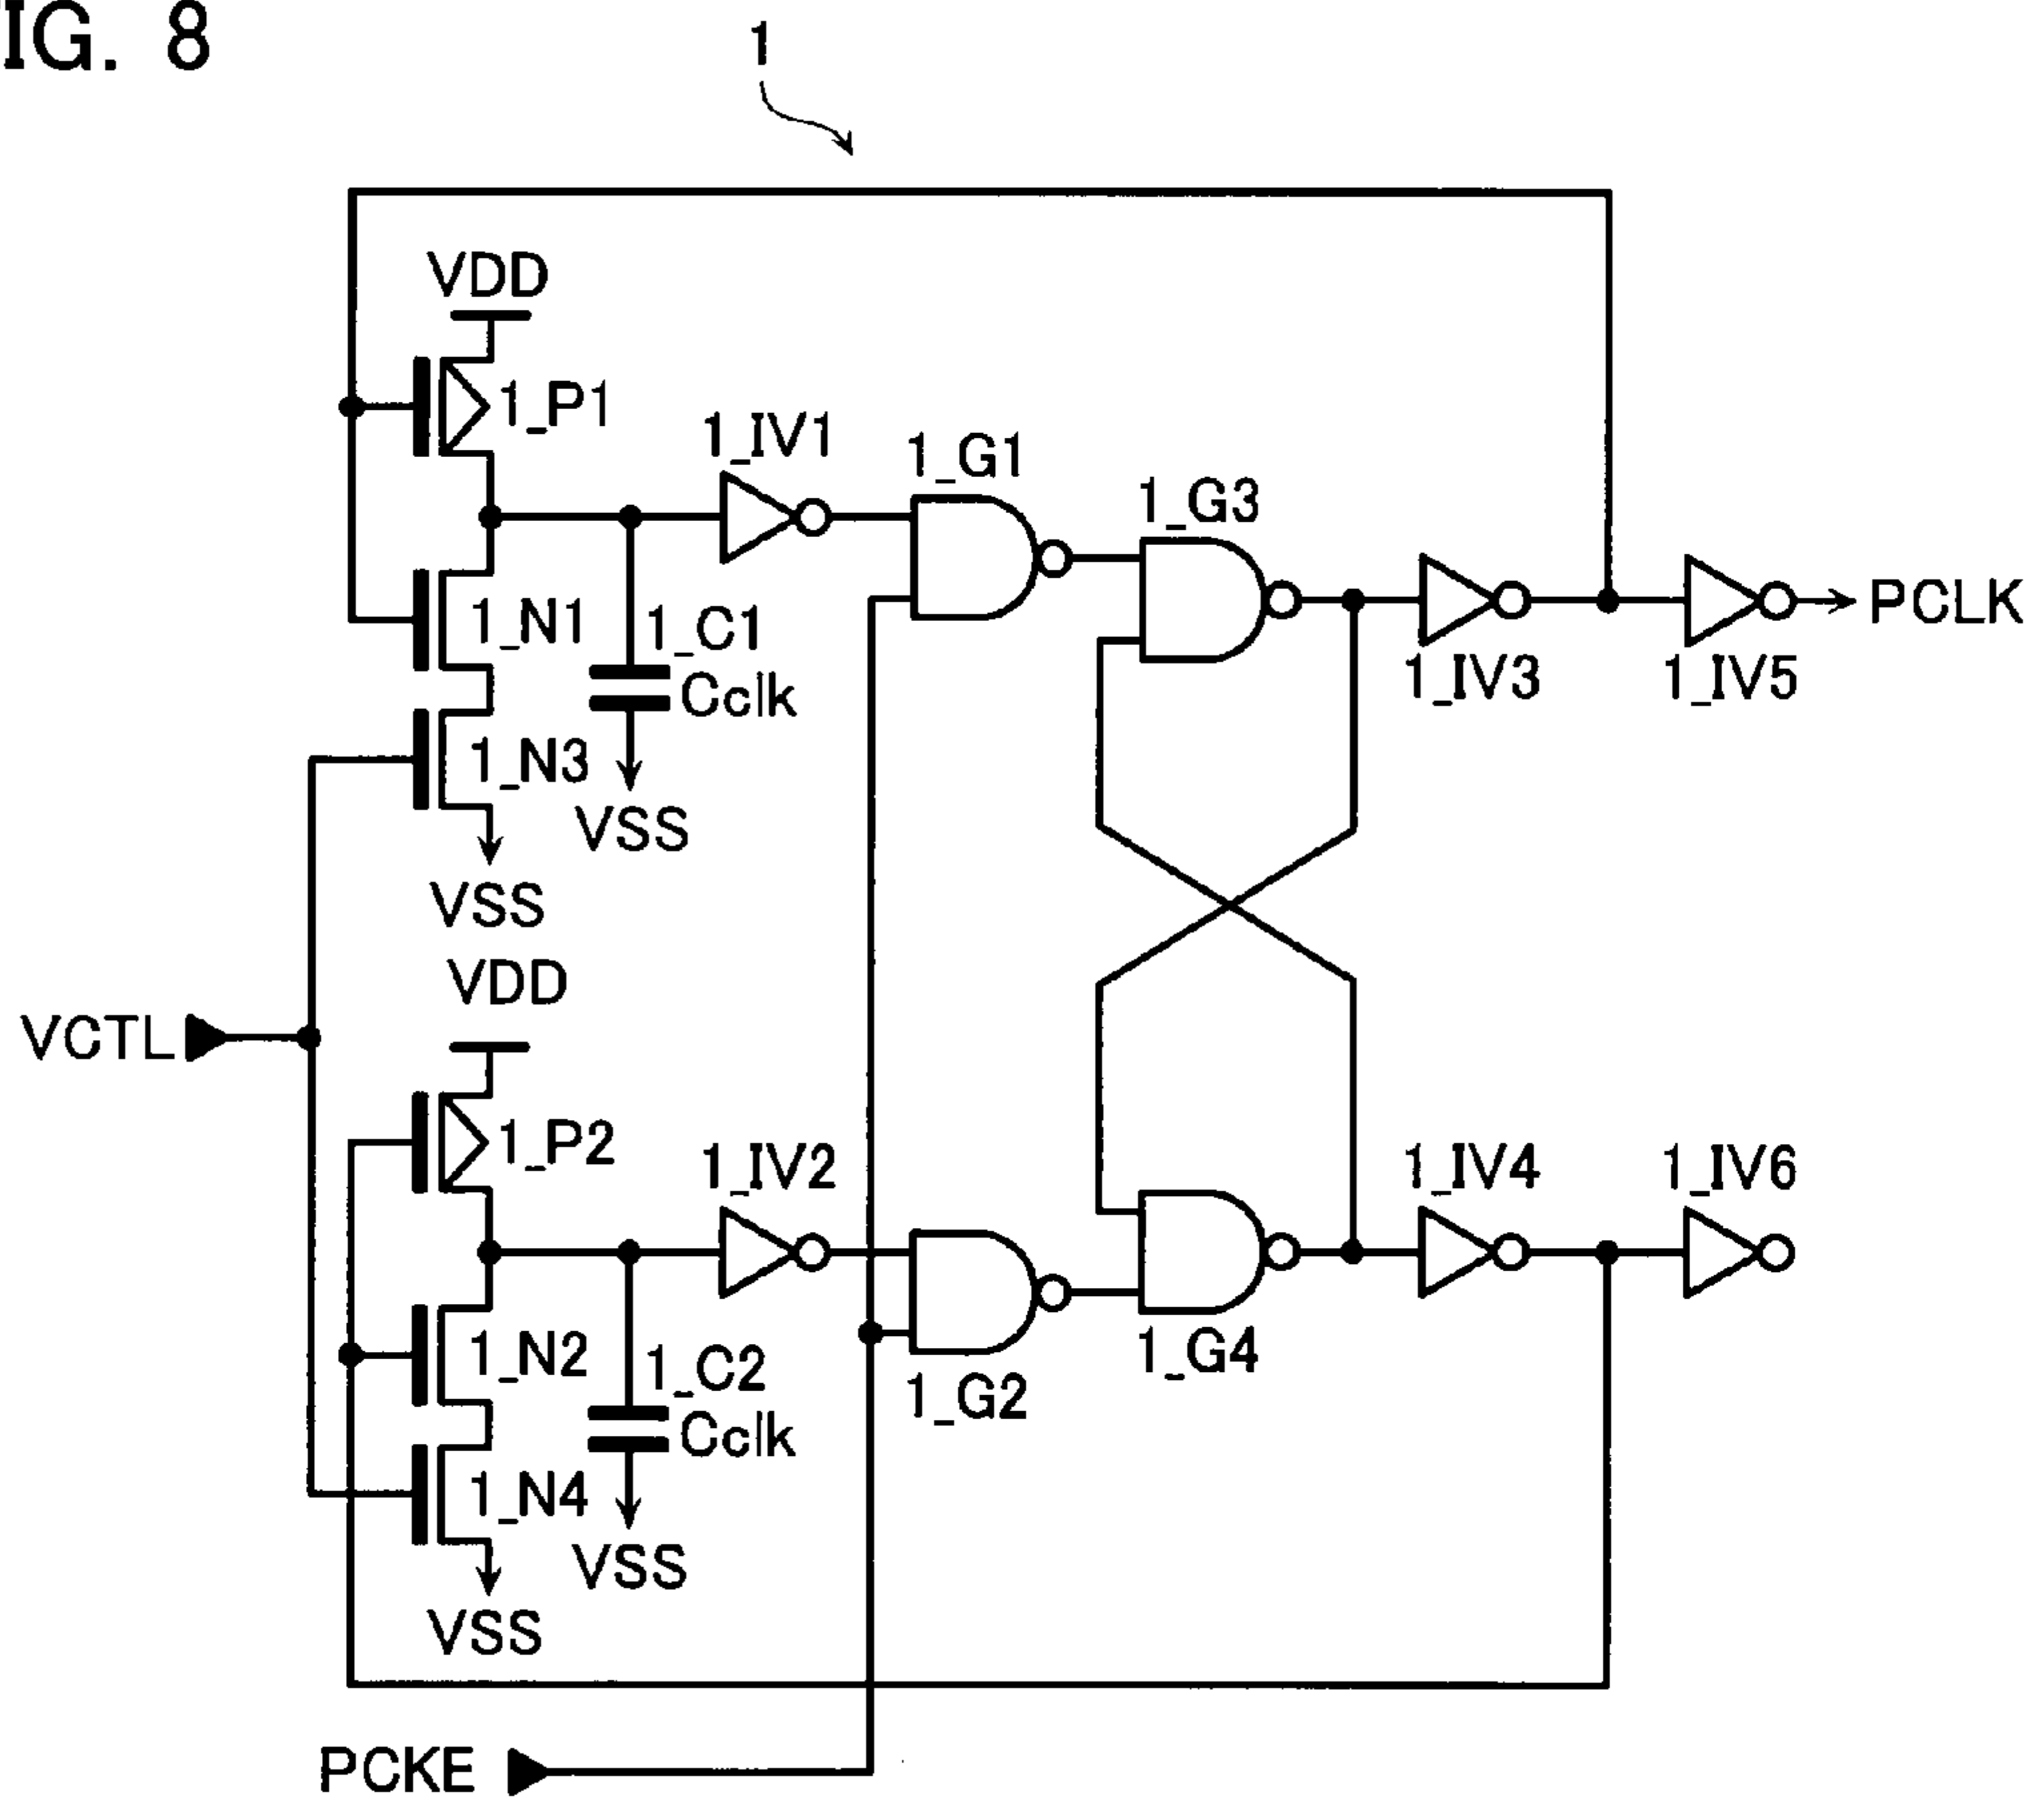 IG. 8
1
VDD
1_P1
1_IV1
1_G1
1_G3
1_N1
1_C1
Cclk
1_IV3
1_IV5
PCLK
1_N3
VSS
VSS
VDD
VCTL
1_P2
1_IV2
1_IV4
1_IV6
1_N2
1_C2
Cclk
1_G2
1_G4
1_N4
VSS
VSS
PCKE